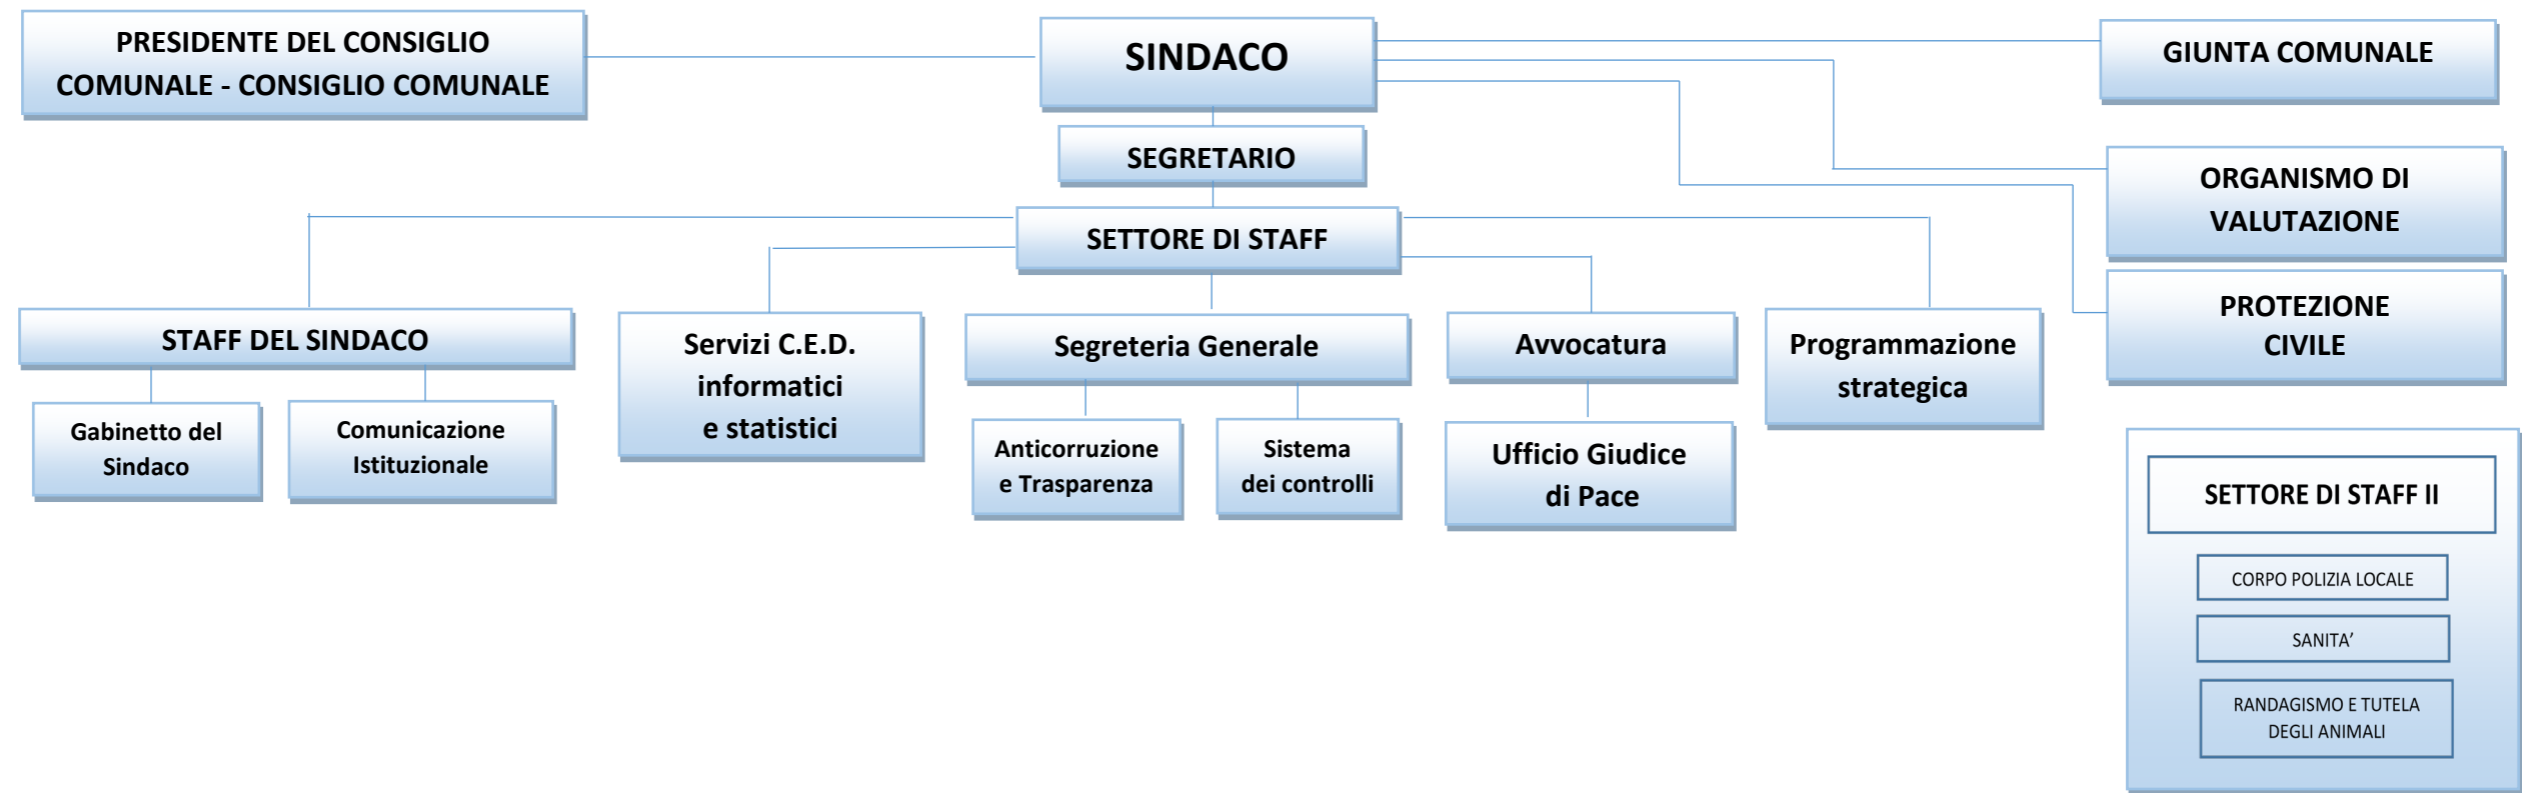 PRESIDENTE DEL CONSIGLIO
COMUNALE - CONSIGLIO COMUNALE
SINDACO
GIUNTA COMUNALE
SEGRETARIO
ORGANISMO DI
VALUTAZIONE
SETTORE DI STAFF
PROTEZIONE
CIVILE
STAFF DEL SINDACO
Servizi C.E.D.
informatici
e statistici
Segreteria Generale
Avvocatura
Programmazione
strategica
Gabinetto del
Sindaco
Comunicazione
Istituzionale
Anticorruzione
e Trasparenza
Sistema
dei controlli
Ufficio Giudice
di Pace
SETTORE DI STAFF II
CORPO POLIZIA LOCALE
SANITA’
RANDAGISMO E TUTELA
DEGLI ANIMALI